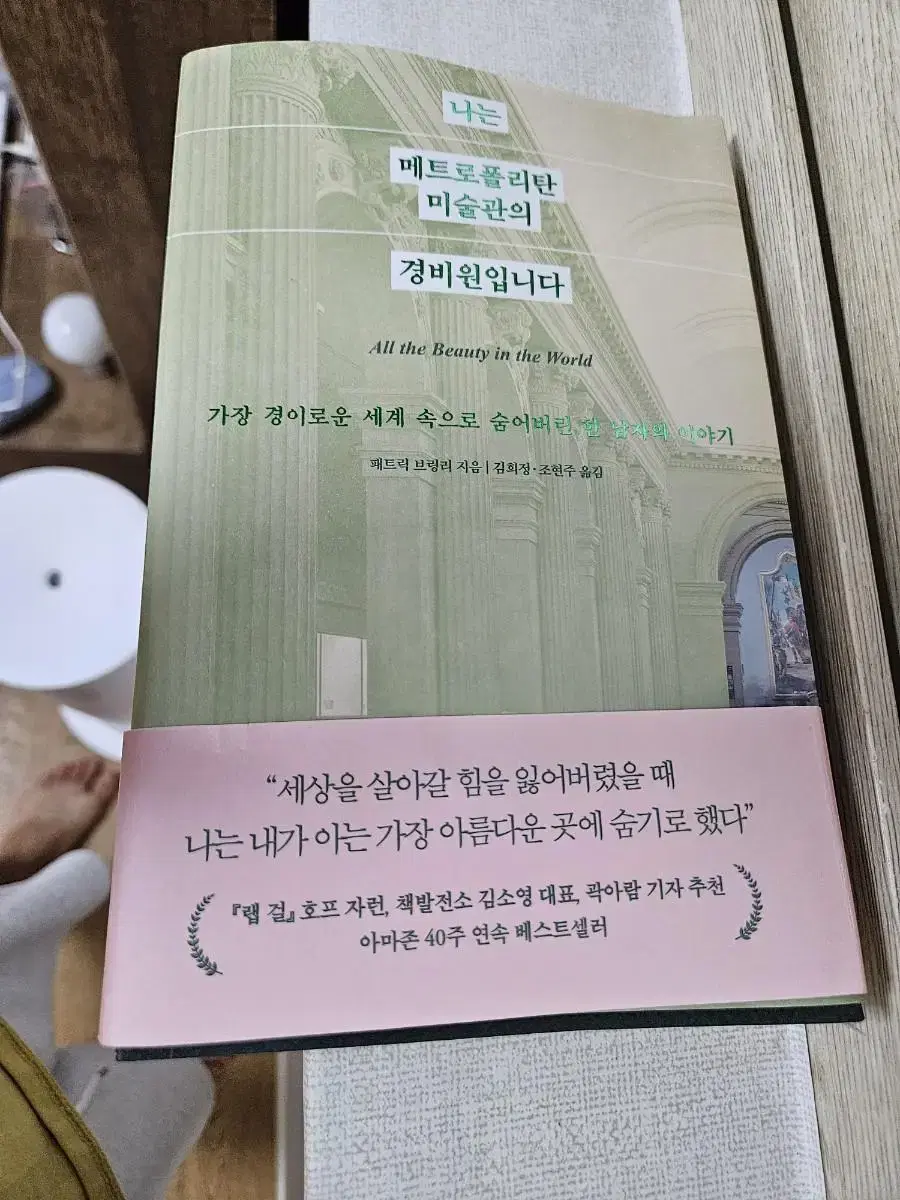 나는
메트로폴리탄
미술관의
경비원입니다
All the Beauty in the World
가장 경이로운 세계 속으로 숨어버린 한 남자의 이야기
패트릭 브링리 지음 | 김희정·조현주 옮김
“세상을 살아갈 힘을 잃어버렸을 때
나는 내가 아는 가장 아름다운 곳에 숨기로 했다”
『랩 걸』 호프 자런, 책발전소 김소영 대표, 곽아람 기자 추천
아마존 40주 연속 베스트셀러